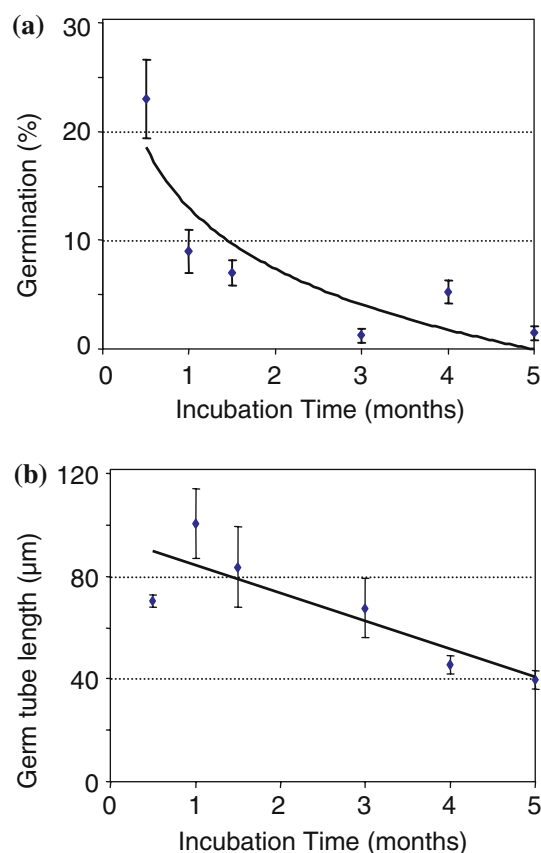 (a)
30
20
10
0
Germination (%)
0 1 2 3 4 5
Incubation Time (months)
(b)
120
80
40
0
Germ tube length (µm)
0 1 2 3 4 5
Incubation Time (months)